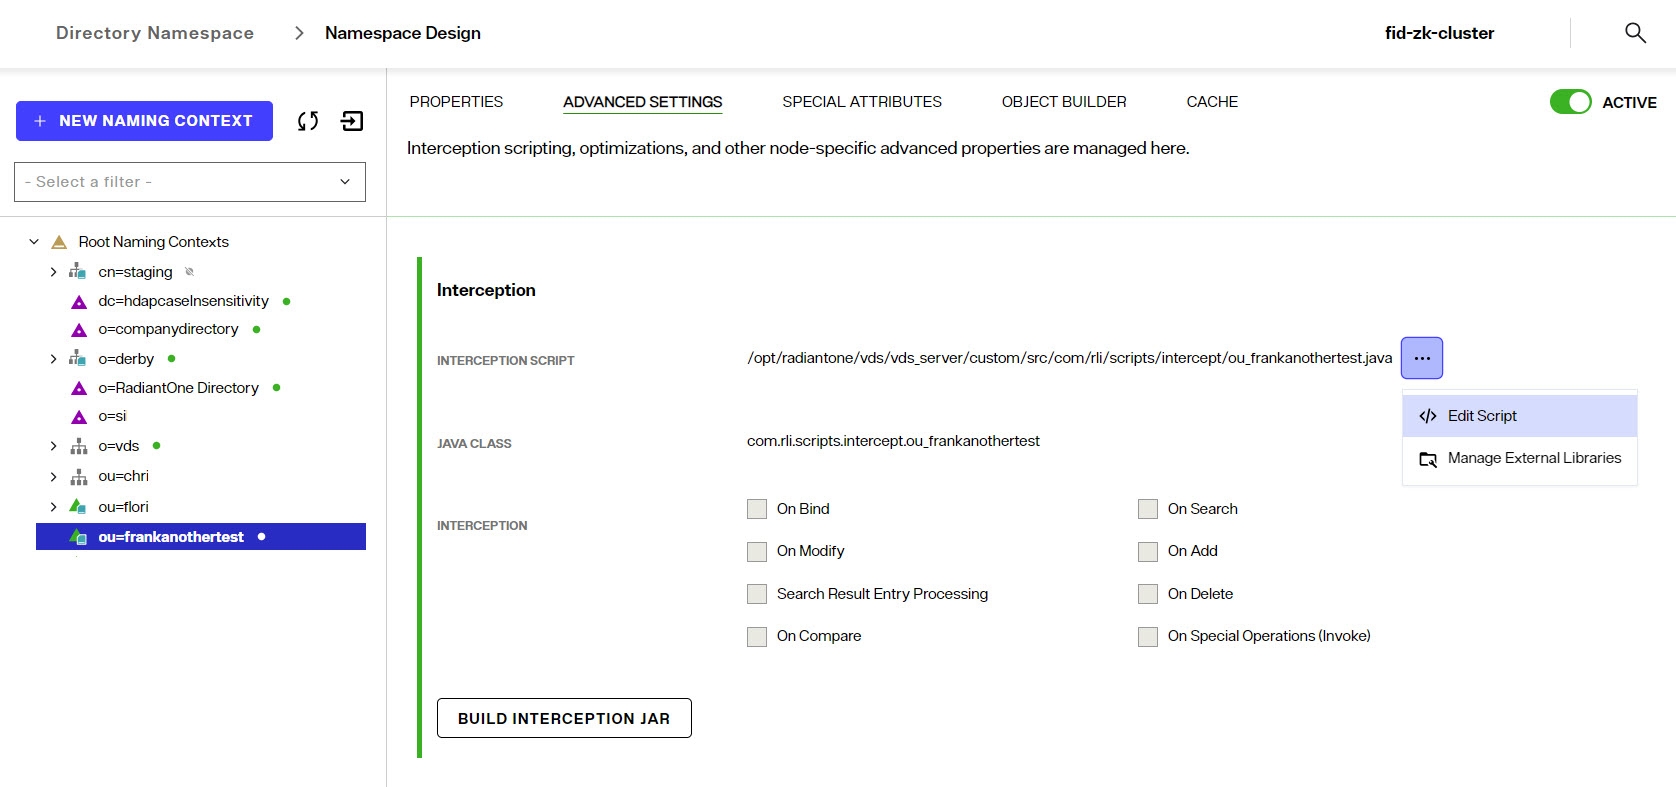 Directory Namespace > Namespace Design
fid-zk-cluster
+ NEW NAMING CONTEXT
- Select a filter -
Root Naming Contexts
cn=staging
dc=hdapcaseInsensitivity
o=companydirectory
o=derby
o=RadiantOne Directory
o=si
o=vds
ou=chri
ou=flori
ou=frankanothertest
PROPERTIES
ADVANCED SETTINGS
SPECIAL ATTRIBUTES
OBJECT BUILDER
CACHE
ACTIVE
Interception scripting, optimizations, and other node-specific advanced properties are managed here.
Interception
INTERCEPTION SCRIPT
/opt/radiantone/vds/vds_server/custom/src/com/rli/scripts/intercept/ou_frankanothertest.java
...
Edit Script
Manage External Libraries
JAVA CLASS
com.rli.scripts.intercept.ou_frankanothertest
INTERCEPTION
On Bind
On Search
On Modify
On Add
Search Result Entry Processing
On Delete
On Compare
On Special Operations (Invoke)
BUILD INTERCEPTION JAR